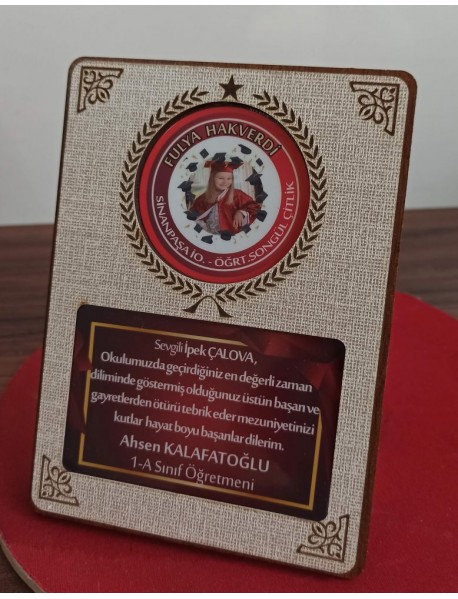 FULYA HAKVERDİ
SİNANPAŞA İO. - ÖĞRT.SONGÜL ÇİTLİK
Sevgili İpek ÇALOVA,
Okulumuzda geçirdiğiniz en değerli zaman
diliminde göstermiş olduğunuz üstün başarı ve
gayretlerden ötürü tebrik eder mezuniyetinizi
kutlar hayat boyu başarılar dilerim.
Ahsen KALAFATOĞLU
1-A Sınıf Öğretmeni